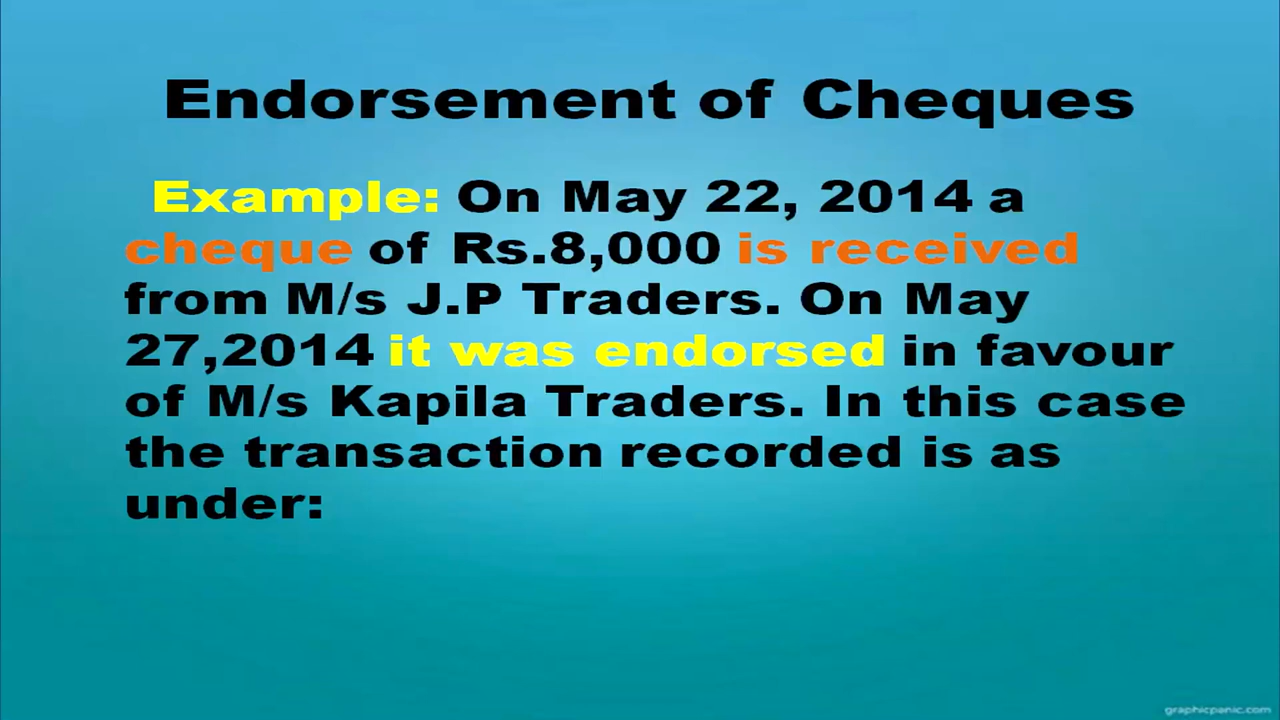 Endorsement of Cheques
Example: On May 22, 2014 a
cheque of Rs.8,000 is received
from M/s J.P Traders. On May
27,2014 it was endorsed in favour
of M/s Kapila Traders. In this case
the transaction recorded is as
under:
graphicpanic.com